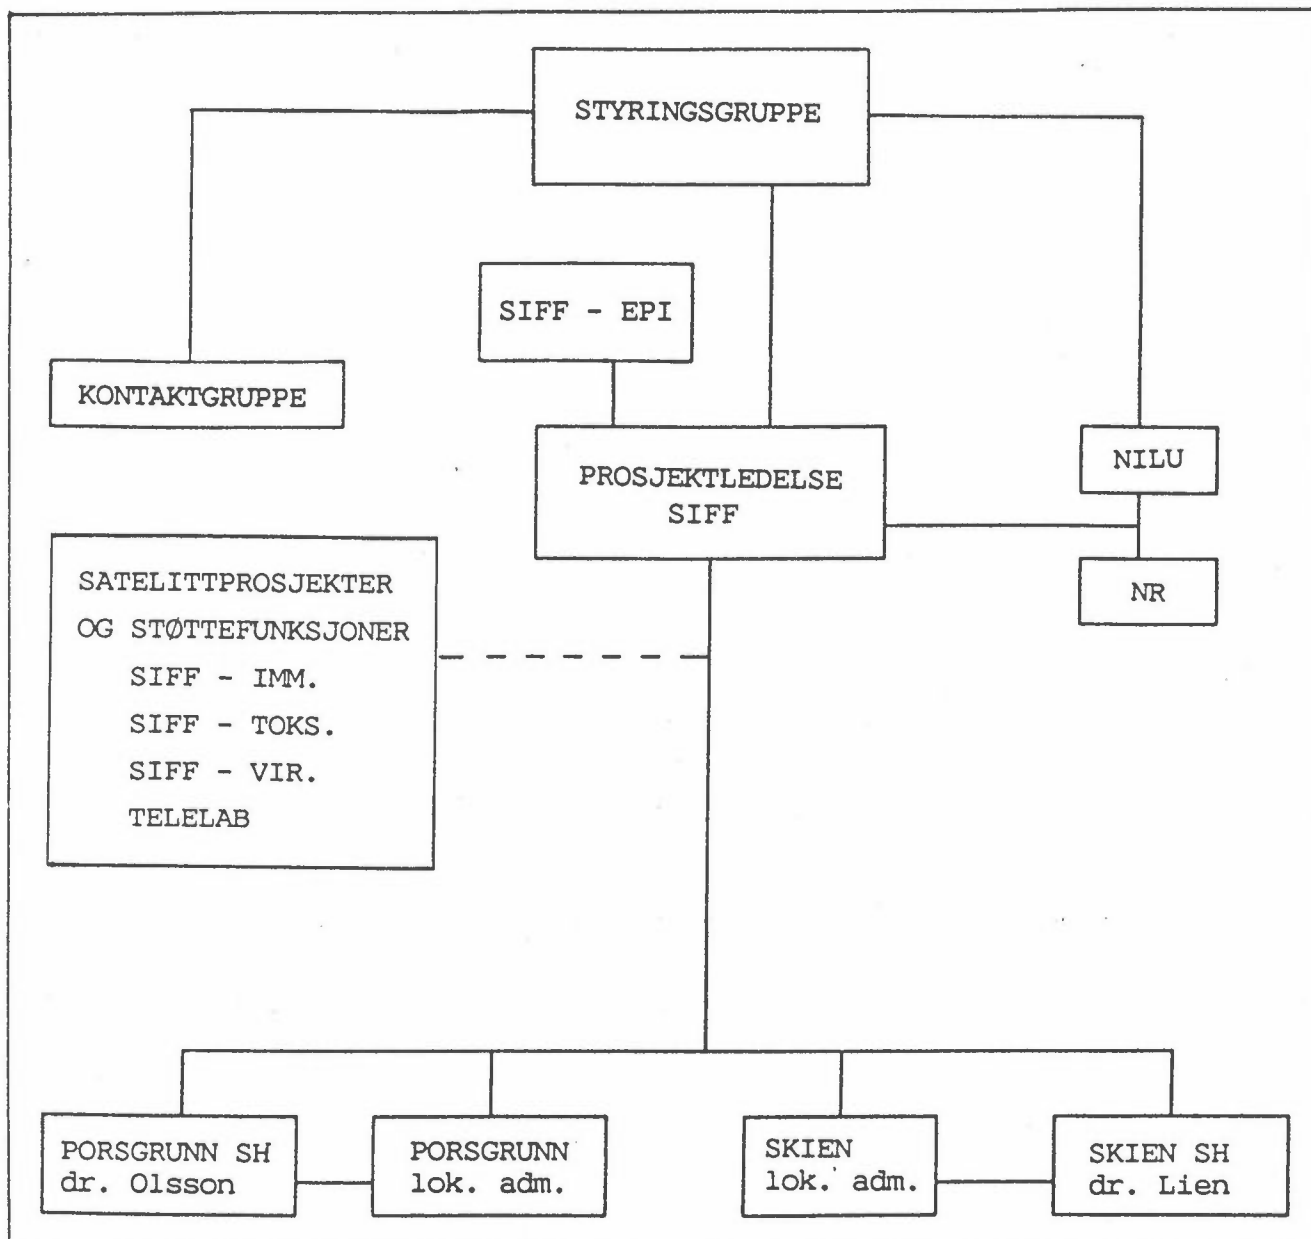 STYRINGSGRUPPE
SIFF - EPI
KONTAKTGRUPPE
PROSJEKTLEDELSE
SIFF
NILU
NR
SATELITTPROSJEKTER
OG STØTTEFUNKSJONER
SIFF - IMM.
SIFF - TOKS.
SIFF - VIR.
TELELAB
PORSGRUNN SH
dr. Olsson
PORSGRUNN
lok. adm.
SKIEN
lok. adm.
SKIEN SH
dr. Lien